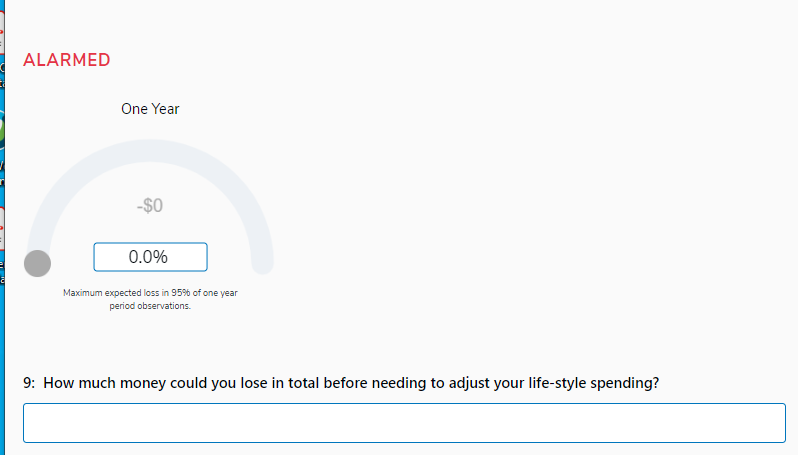 ALARMED
One Year
-$0
0.0%
Maximum expected loss in 95% of one year
period observations.
9: How much money could you lose in total before needing to adjust your life-style spending?